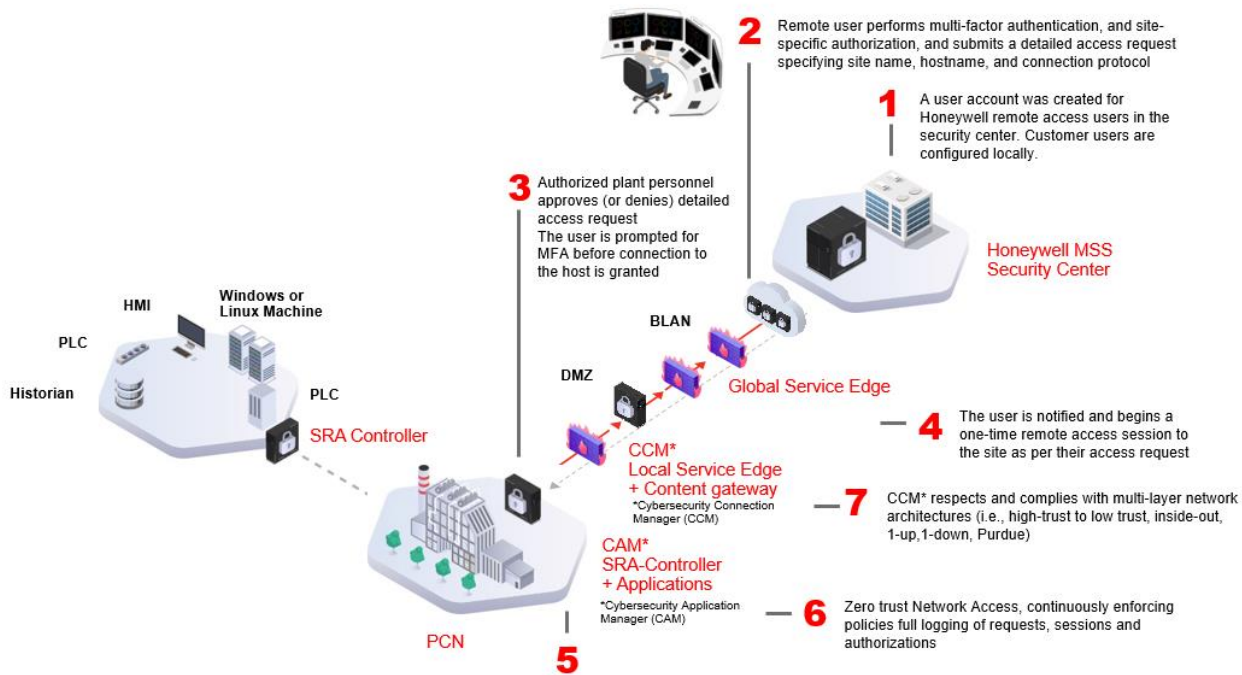 2
Remote user performs multi-factor authentication, and site-
specific authorization, and submits a detailed access request
specifying site name, hostname, and connection protocol
1
A user account was created for
Honeywell remote access users in the
security center. Customer users are
configured locally.
3
Authorized plant personnel
approves (or denies) detailed
access request
The user is prompted for
MFA before connection to
the host is granted
Honeywell MSS
Security Center
HMI
Windows or
Linux Machine
PLC
Historian
PLC
SRA Controller
BLAN
DMZ
Global Service Edge
4
The user is notified and begins a
one-time remote access session to
the site as per their access request
CCM*
Local Service Edge
+ Content gateway
*Cybersecurity Connection
Manager (CCM)
7
CCM* respects and complies with multi-layer network
architectures (i.e., high-trust to low trust, inside-out,
1-up,1-down, Purdue)
CAM*
SRA-Controller
+ Applications
*Cybersecurity Application
Manager (CAM)
6
Zero trust Network Access, continuously enforcing
policies full logging of requests, sessions and
authorizations
PCN
5